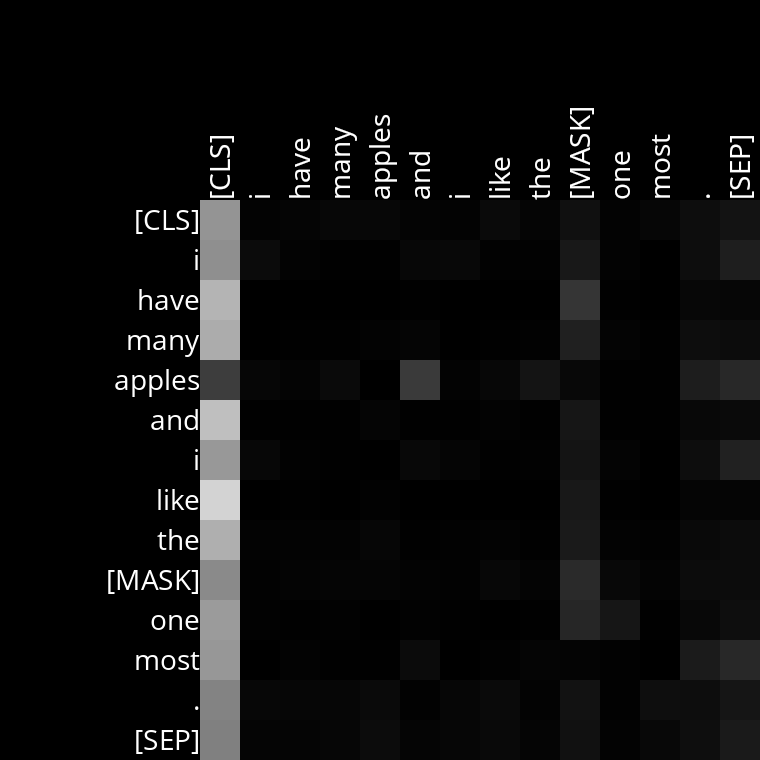 [CLS] i have many apples and i like the [MASK] one most . [SEP]
[CLS]
i
have
many
apples
and
i
like
the
[MASK]
one
most
.
[SEP]